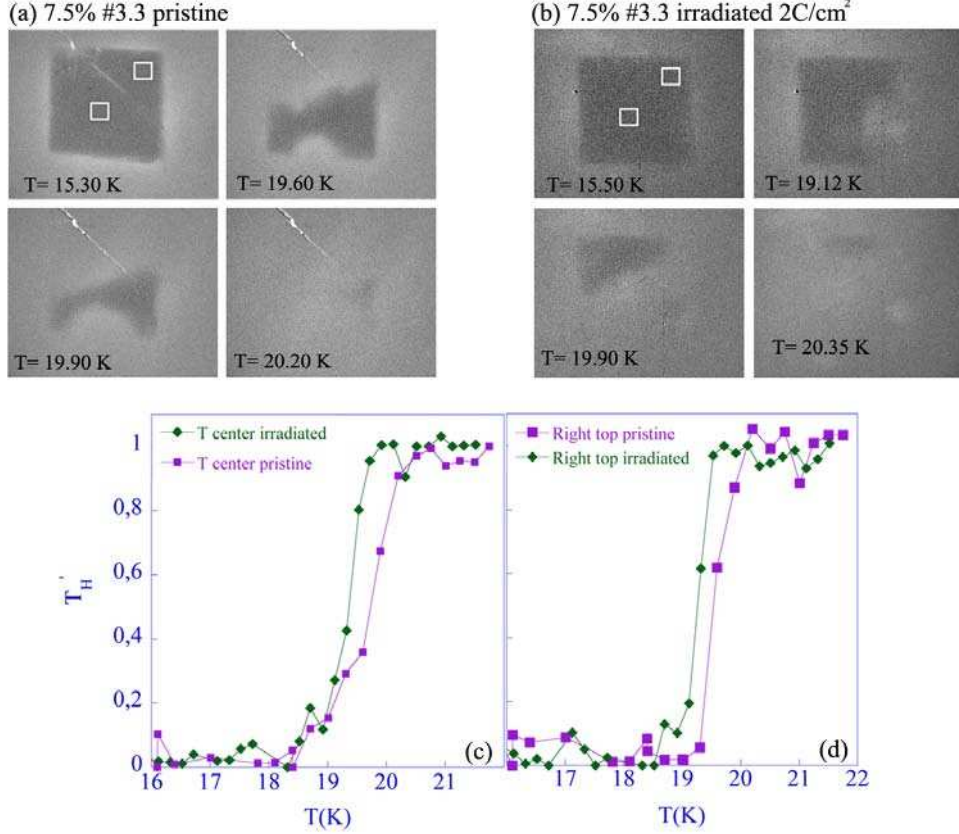 (a) 7.5% #3.3 pristine
(b) 7.5% #3.3 irradiated 2C/cm²
T= 15.30 K
T= 19.60 K
T= 15.50 K
T= 19.12 K
T= 19.90 K
T= 20.20 K
T= 19.90 K
T= 20.35 K
T center irradiated
T center pristine
Right top pristine
Right top irradiated
1
0,8
0,6
0,4
0,2
0
T_H'
(c)
(d)
16 17 18 19 20 21
17 18 19 20 21 22
T(K)
T(K)